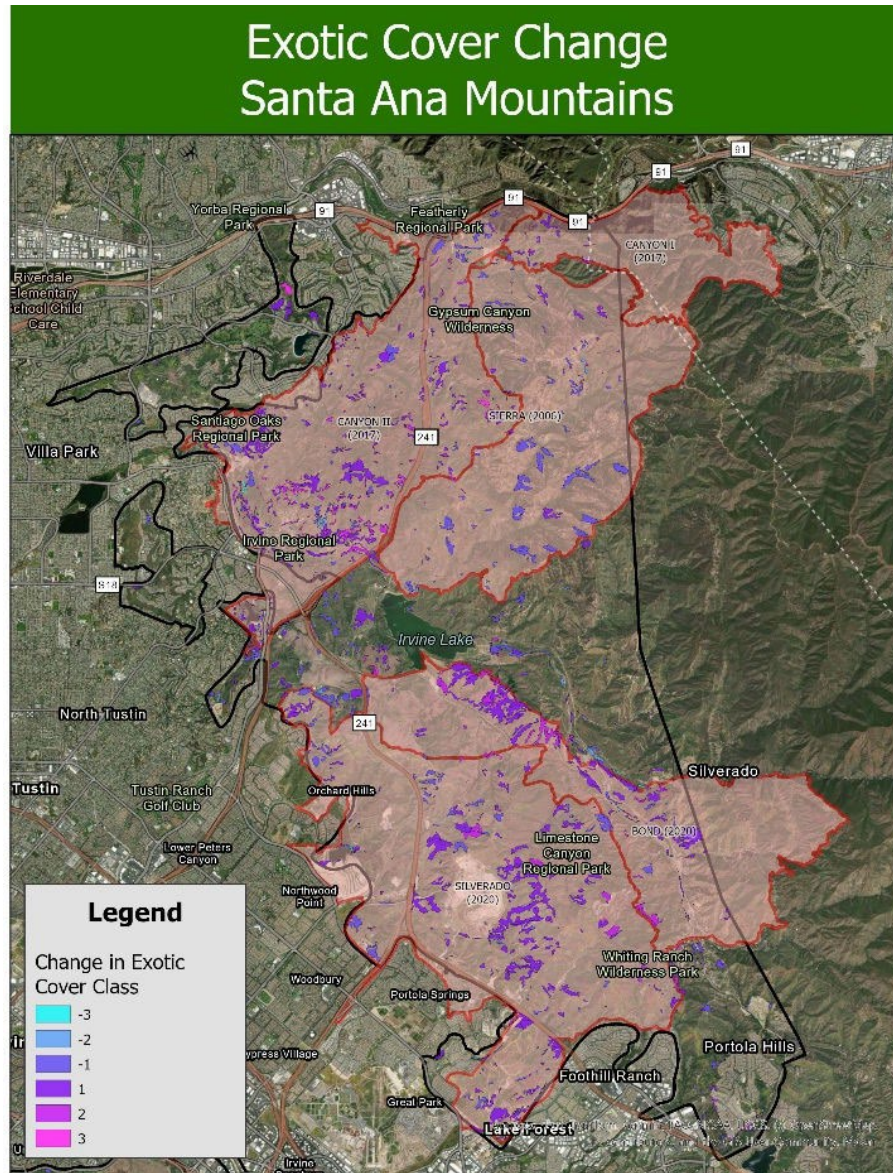 Exotic Cover Change
Santa Ana Mountains
91
91
91
Yorba Regional
Park
91
Featherly
Regional Park
91
CANYON I
(2017)
Riverdale
Elementary
School Child
Care
Gypsum Canyon
Wilderness
Santiago Oaks
Regional Park
CANYON II
(2017)
SIERRA (2006)
241
Villa Park
Irvine Regional
Park
S18
Irvine Lake
North Tustin
241
Silverado
Tustin
Tustin Ranch
Golf Club
Orchard Hills
BOND (2020)
Lower Peters
Canyon
Limestone
Canyon
Regional Park
Northwood
Point
SILVERADO
(2020)
Whiting Ranch
Wilderness Park
Woodbury
Portola Springs
Cypress Village
Portola Hills
Foothill Ranch
Great Park
Lake Forest
Irvine
Legend
Change in Exotic
Cover Class
-3
-2
-1
1
2
3